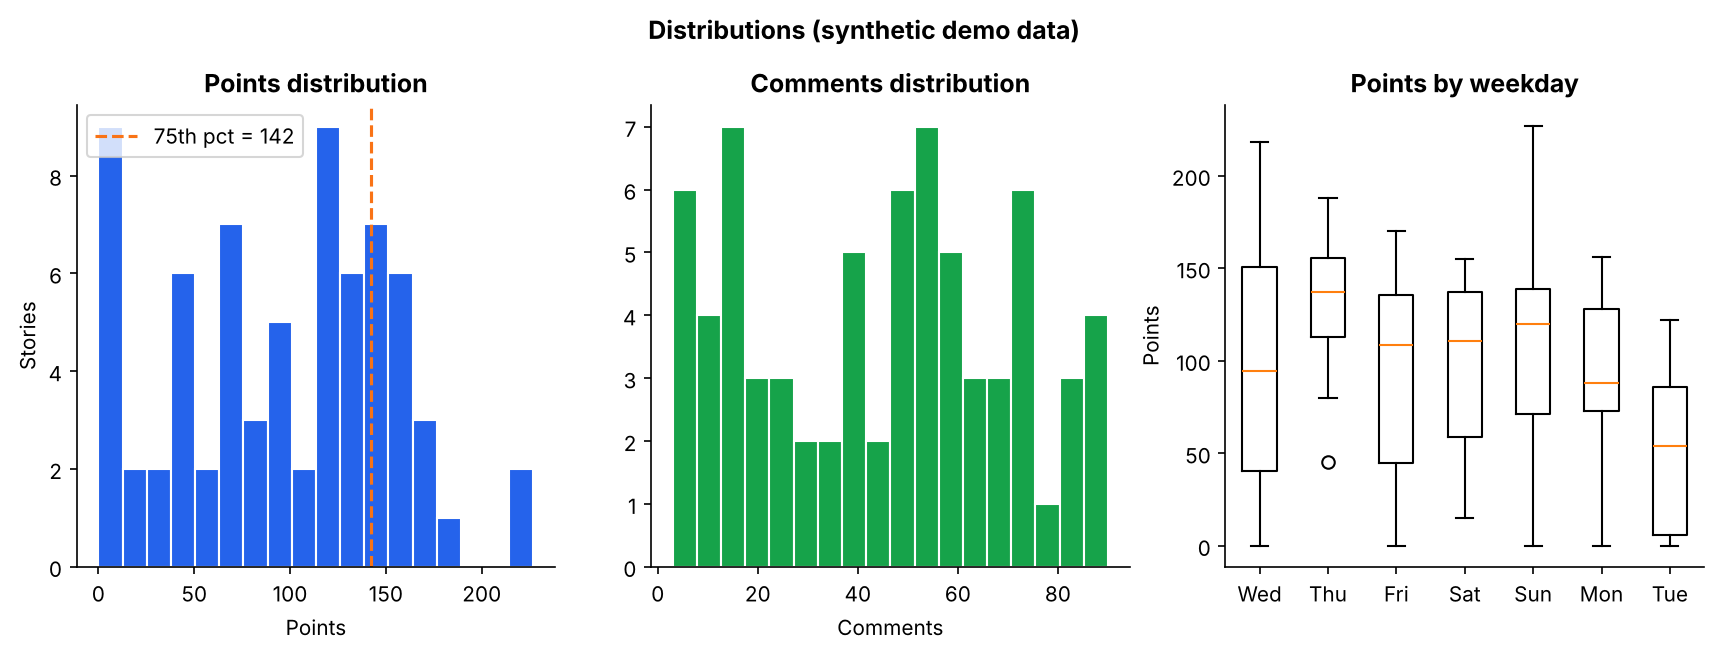 Distributions (synthetic demo data)
Points distribution
75th pct = 142
Stories
8
6
4
2
0
0 50 100 150 200
Points
Comments distribution
7
6
5
4
3
2
1
0
0 20 40 60 80
Comments
Points by weekday
Points
200
150
100
50
0
Wed Thu Fri Sat Sun Mon Tue